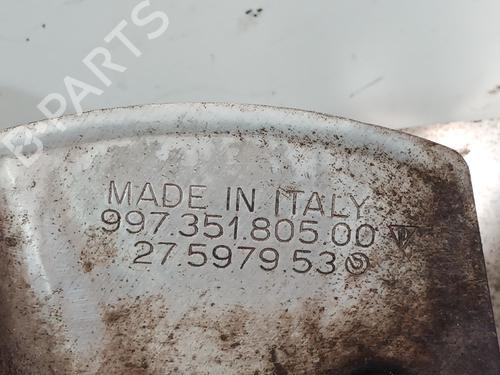 B PARTS
MADE IN ITALY
997.351.805.00
27 5979 53